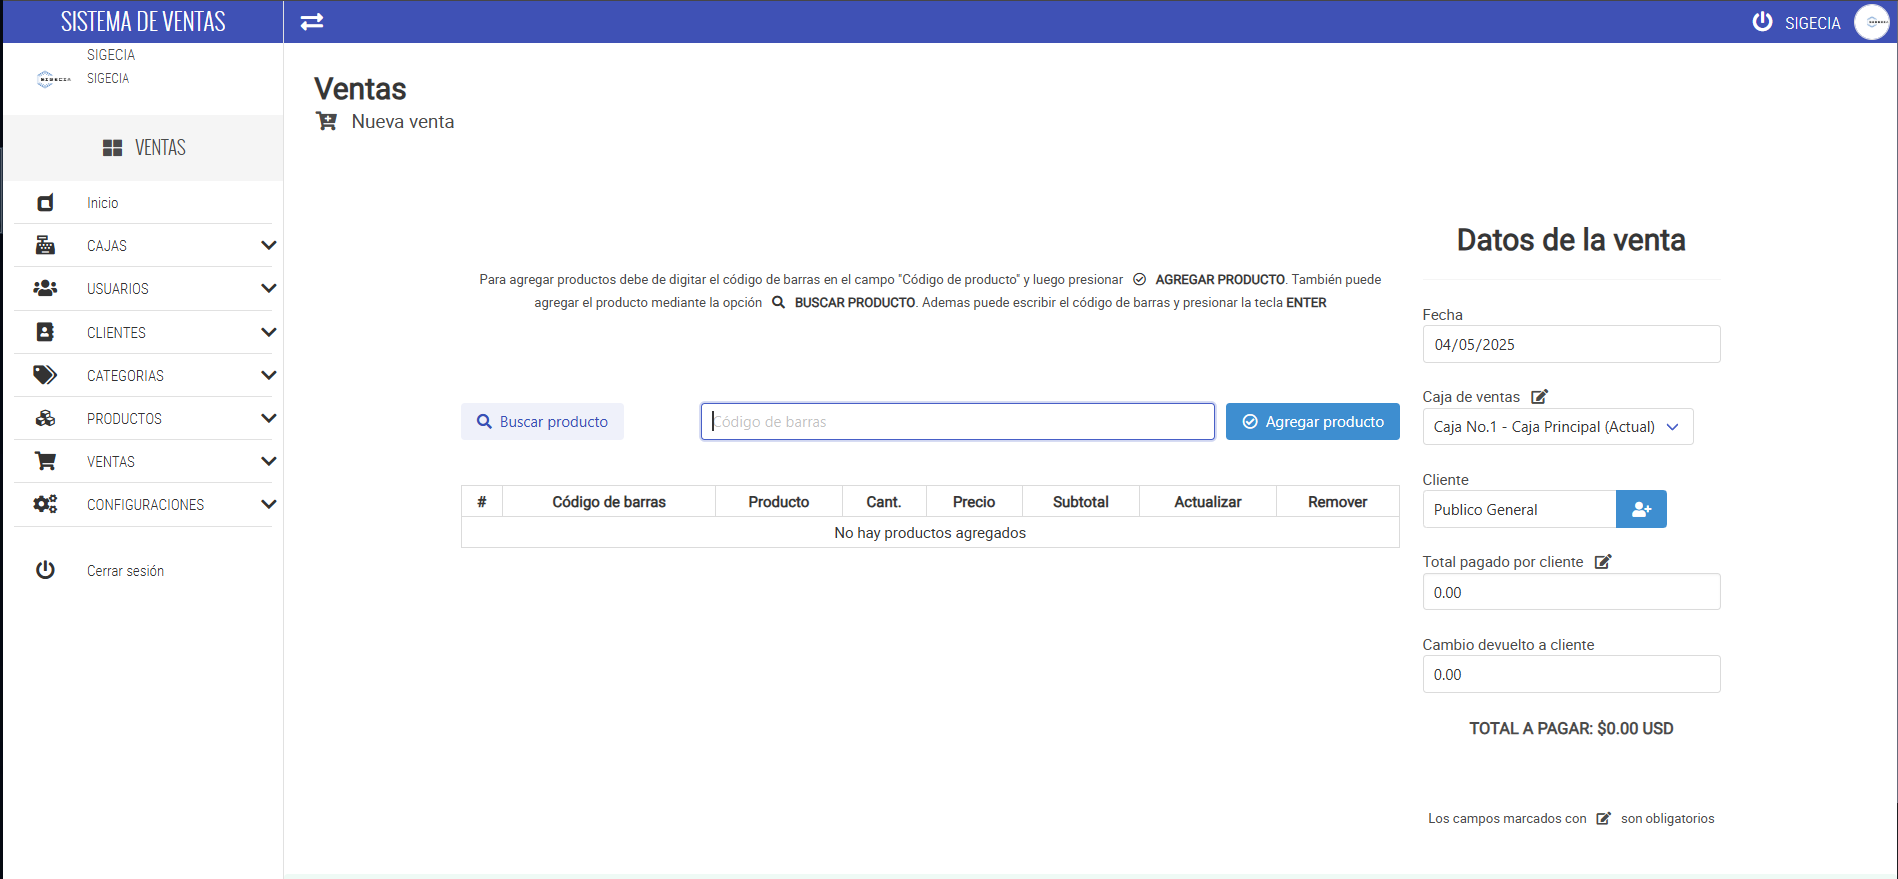 SISTEMA DE VENTAS
SIGECIA
SIGECIA
SIGECIA
SIGECIA
VENTAS
Inicio
CAJAS
USUARIOS
CLIENTES
CATEGORIAS
PRODUCTOS
VENTAS
CONFIGURACIONES
Cerrar sesión
Ventas
Nueva venta
Para agregar productos debe de digitar el código de barras en el campo "Código de producto" y luego presionar AGREGAR PRODUCTO. También puede
agregar el producto mediante la opción BUSCAR PRODUCTO. Ademas puede escribir el código de barras y presionar la tecla ENTER
Buscar producto
Código de barras
Agregar producto
# Código de barras Producto Cant. Precio Subtotal Actualizar Remover
No hay productos agregados
Datos de la venta
Fecha
04/05/2025
Caja de ventas
Caja No.1 - Caja Principal (Actual)
Cliente
Publico General
Total pagado por cliente
0.00
Cambio devuelto a cliente
0.00
TOTAL A PAGAR: $0.00 USD
Los campos marcados con son obligatorios